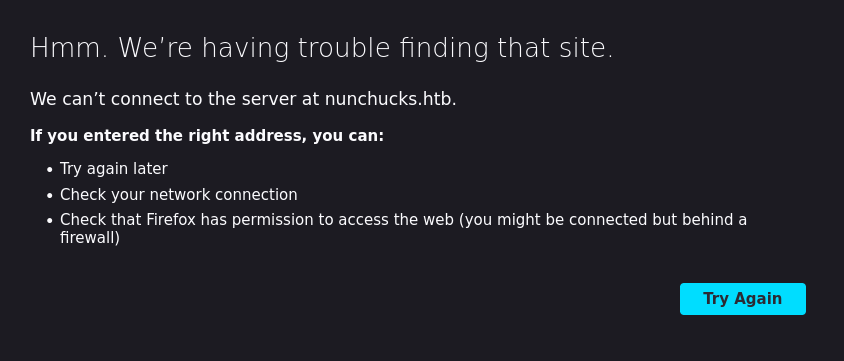 Hmm. We’re having trouble finding that site.
We can’t connect to the server at nunchucks.htb.
If you entered the right address, you can:
• Try again later
• Check your network connection
• Check that Firefox has permission to access the web (you might be connected but behind a
firewall)
Try Again